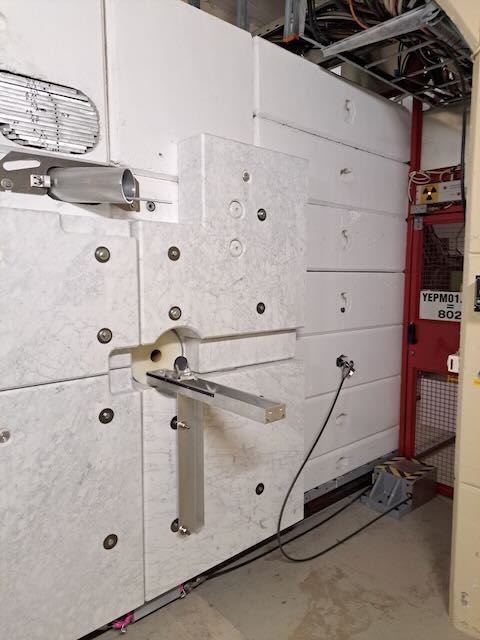 YEPM01.
=
802